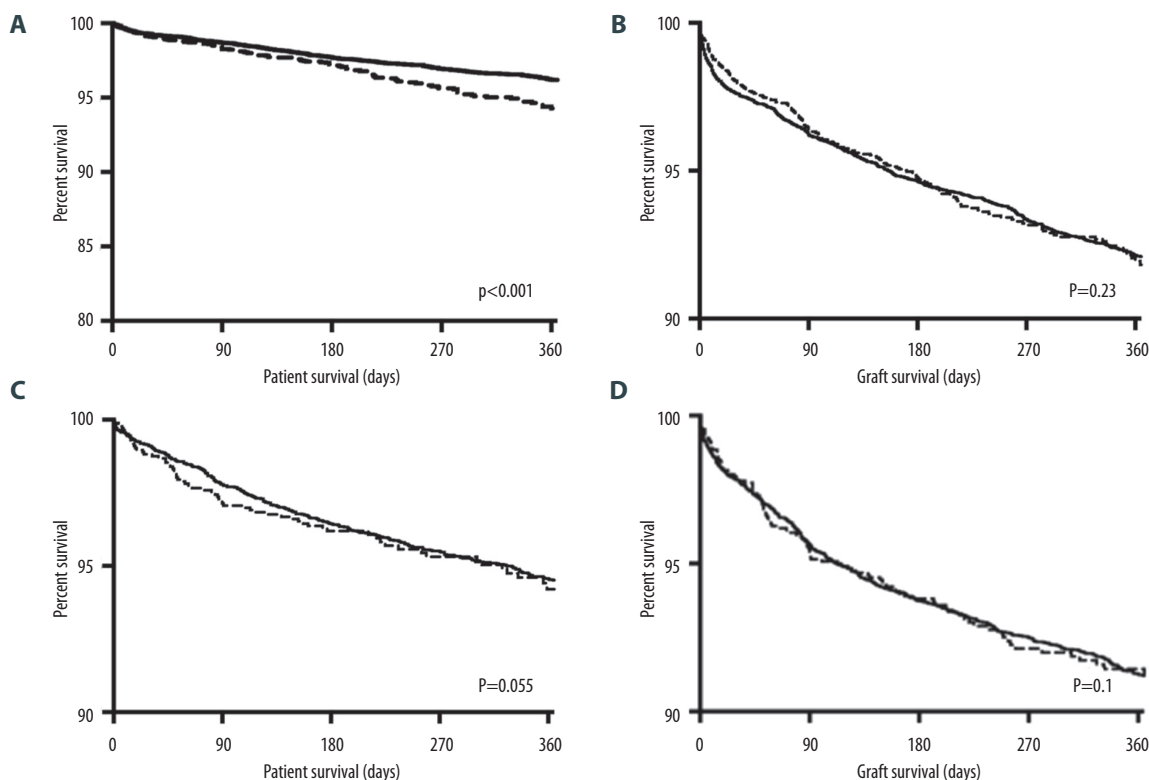 A
100
95
90
85
80
Percent survival
p<0.001
0 90 180 270 360
Patient survival (days)
B
100
95
90
Percent survival
P=0.23
0 90 180 270 360
Graft survival (days)
C
100
95
90
Percent survival
P=0.055
0 90 180 270 360
Patient survival (days)
D
100
95
90
Percent survival
P=0.1
0 90 180 270 360
Graft survival (days)